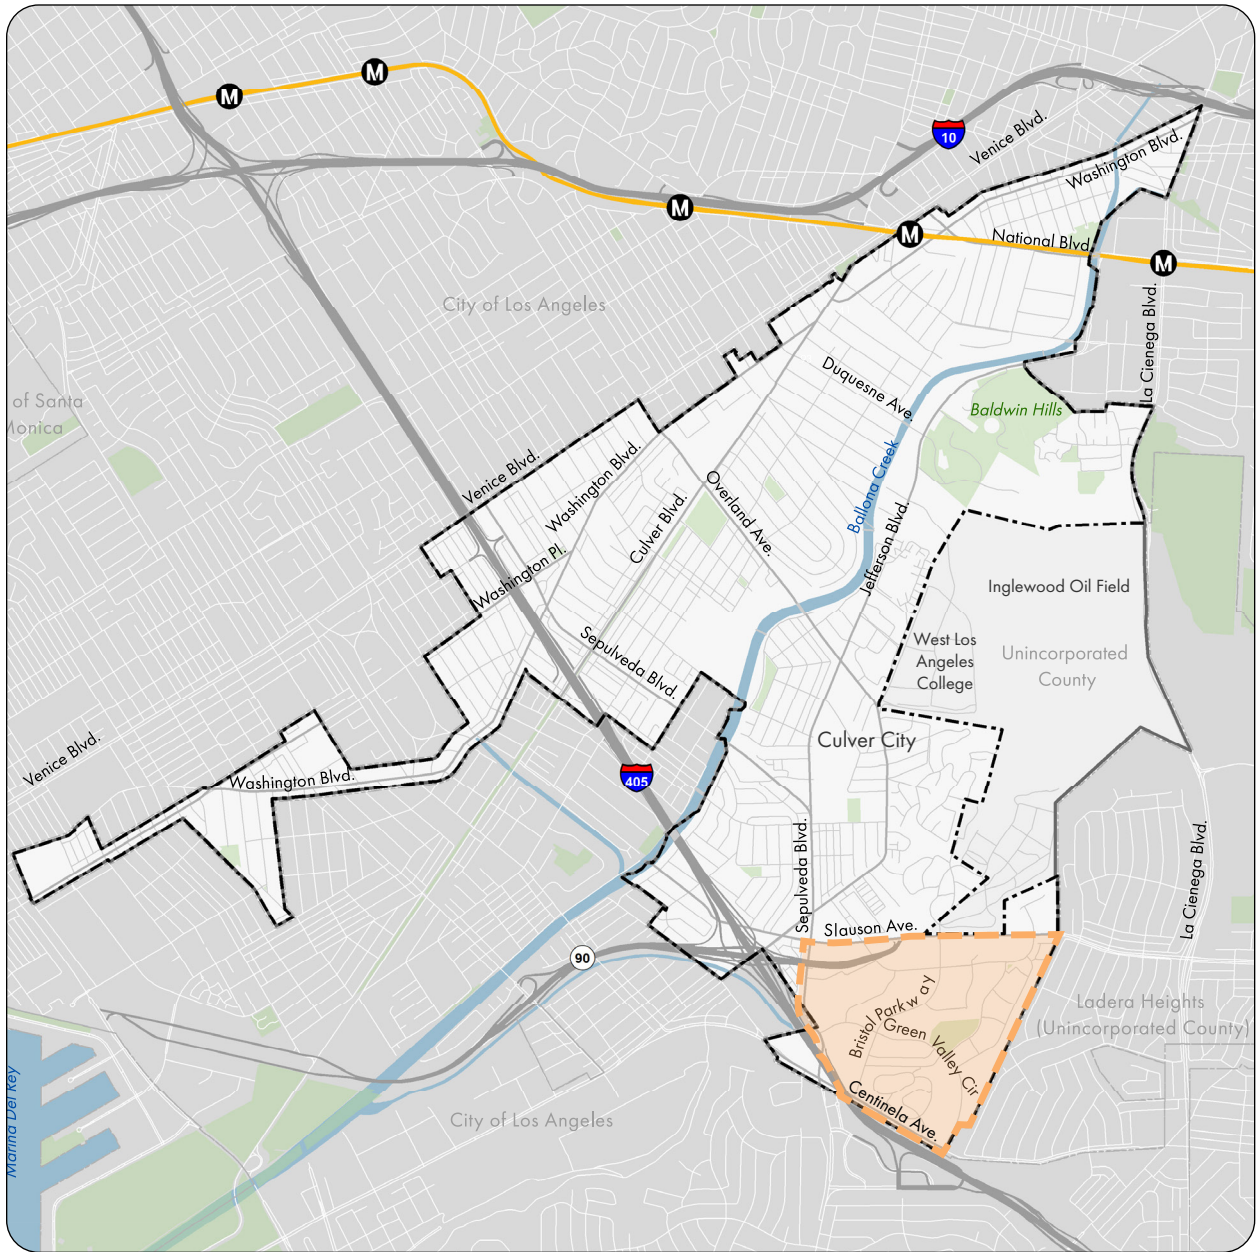 M
M
10
Venice Blvd.
Washington Blvd.
M
M
National Blvd.
M
City of Los Angeles
La Cienega Blvd.
Duquesne Ave.
of Santa
Monica
Baldwin Hills
Venice Blvd.
Washington Blvd.
Overland Ave.
Ballona Creek
Culver Blvd.
Jefferson Blvd.
Washington Pl.
Inglewood Oil Field
Sepulveda Blvd.
West Los
Angeles
College
Unincorporated
County
Culver City
Venice Blvd.
Washington Blvd.
405
Sepulveda Blvd.
La Cienega Blvd.
Slauson Ave.
90
Bristol Parkway
Green Valley Cir
Ladera Heights
(Unincorporated County)
Centinela Ave.
City of Los Angeles
Marina Del Rey